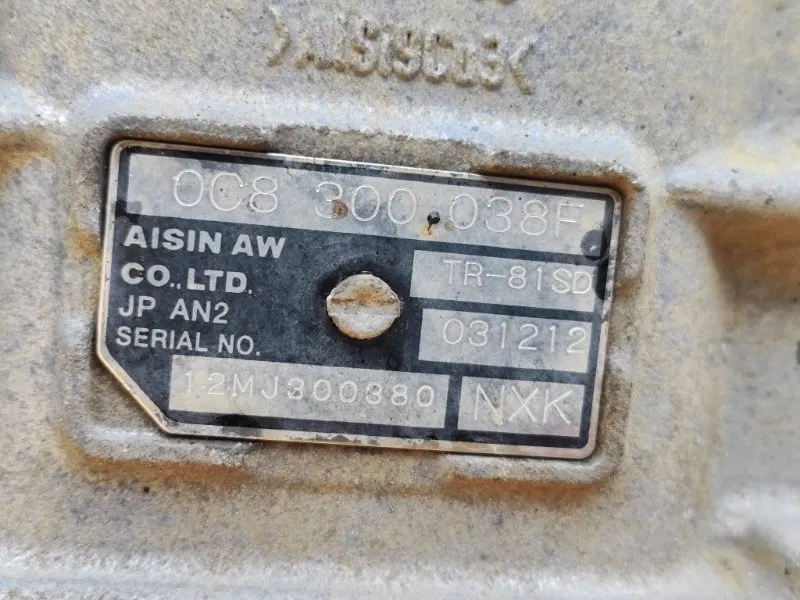 0C8 300 038F
AISIN AW
CO.,LTD.
TR-81SD
JP AN2
031212
SERIAL NO.
12MJ300380
NXK